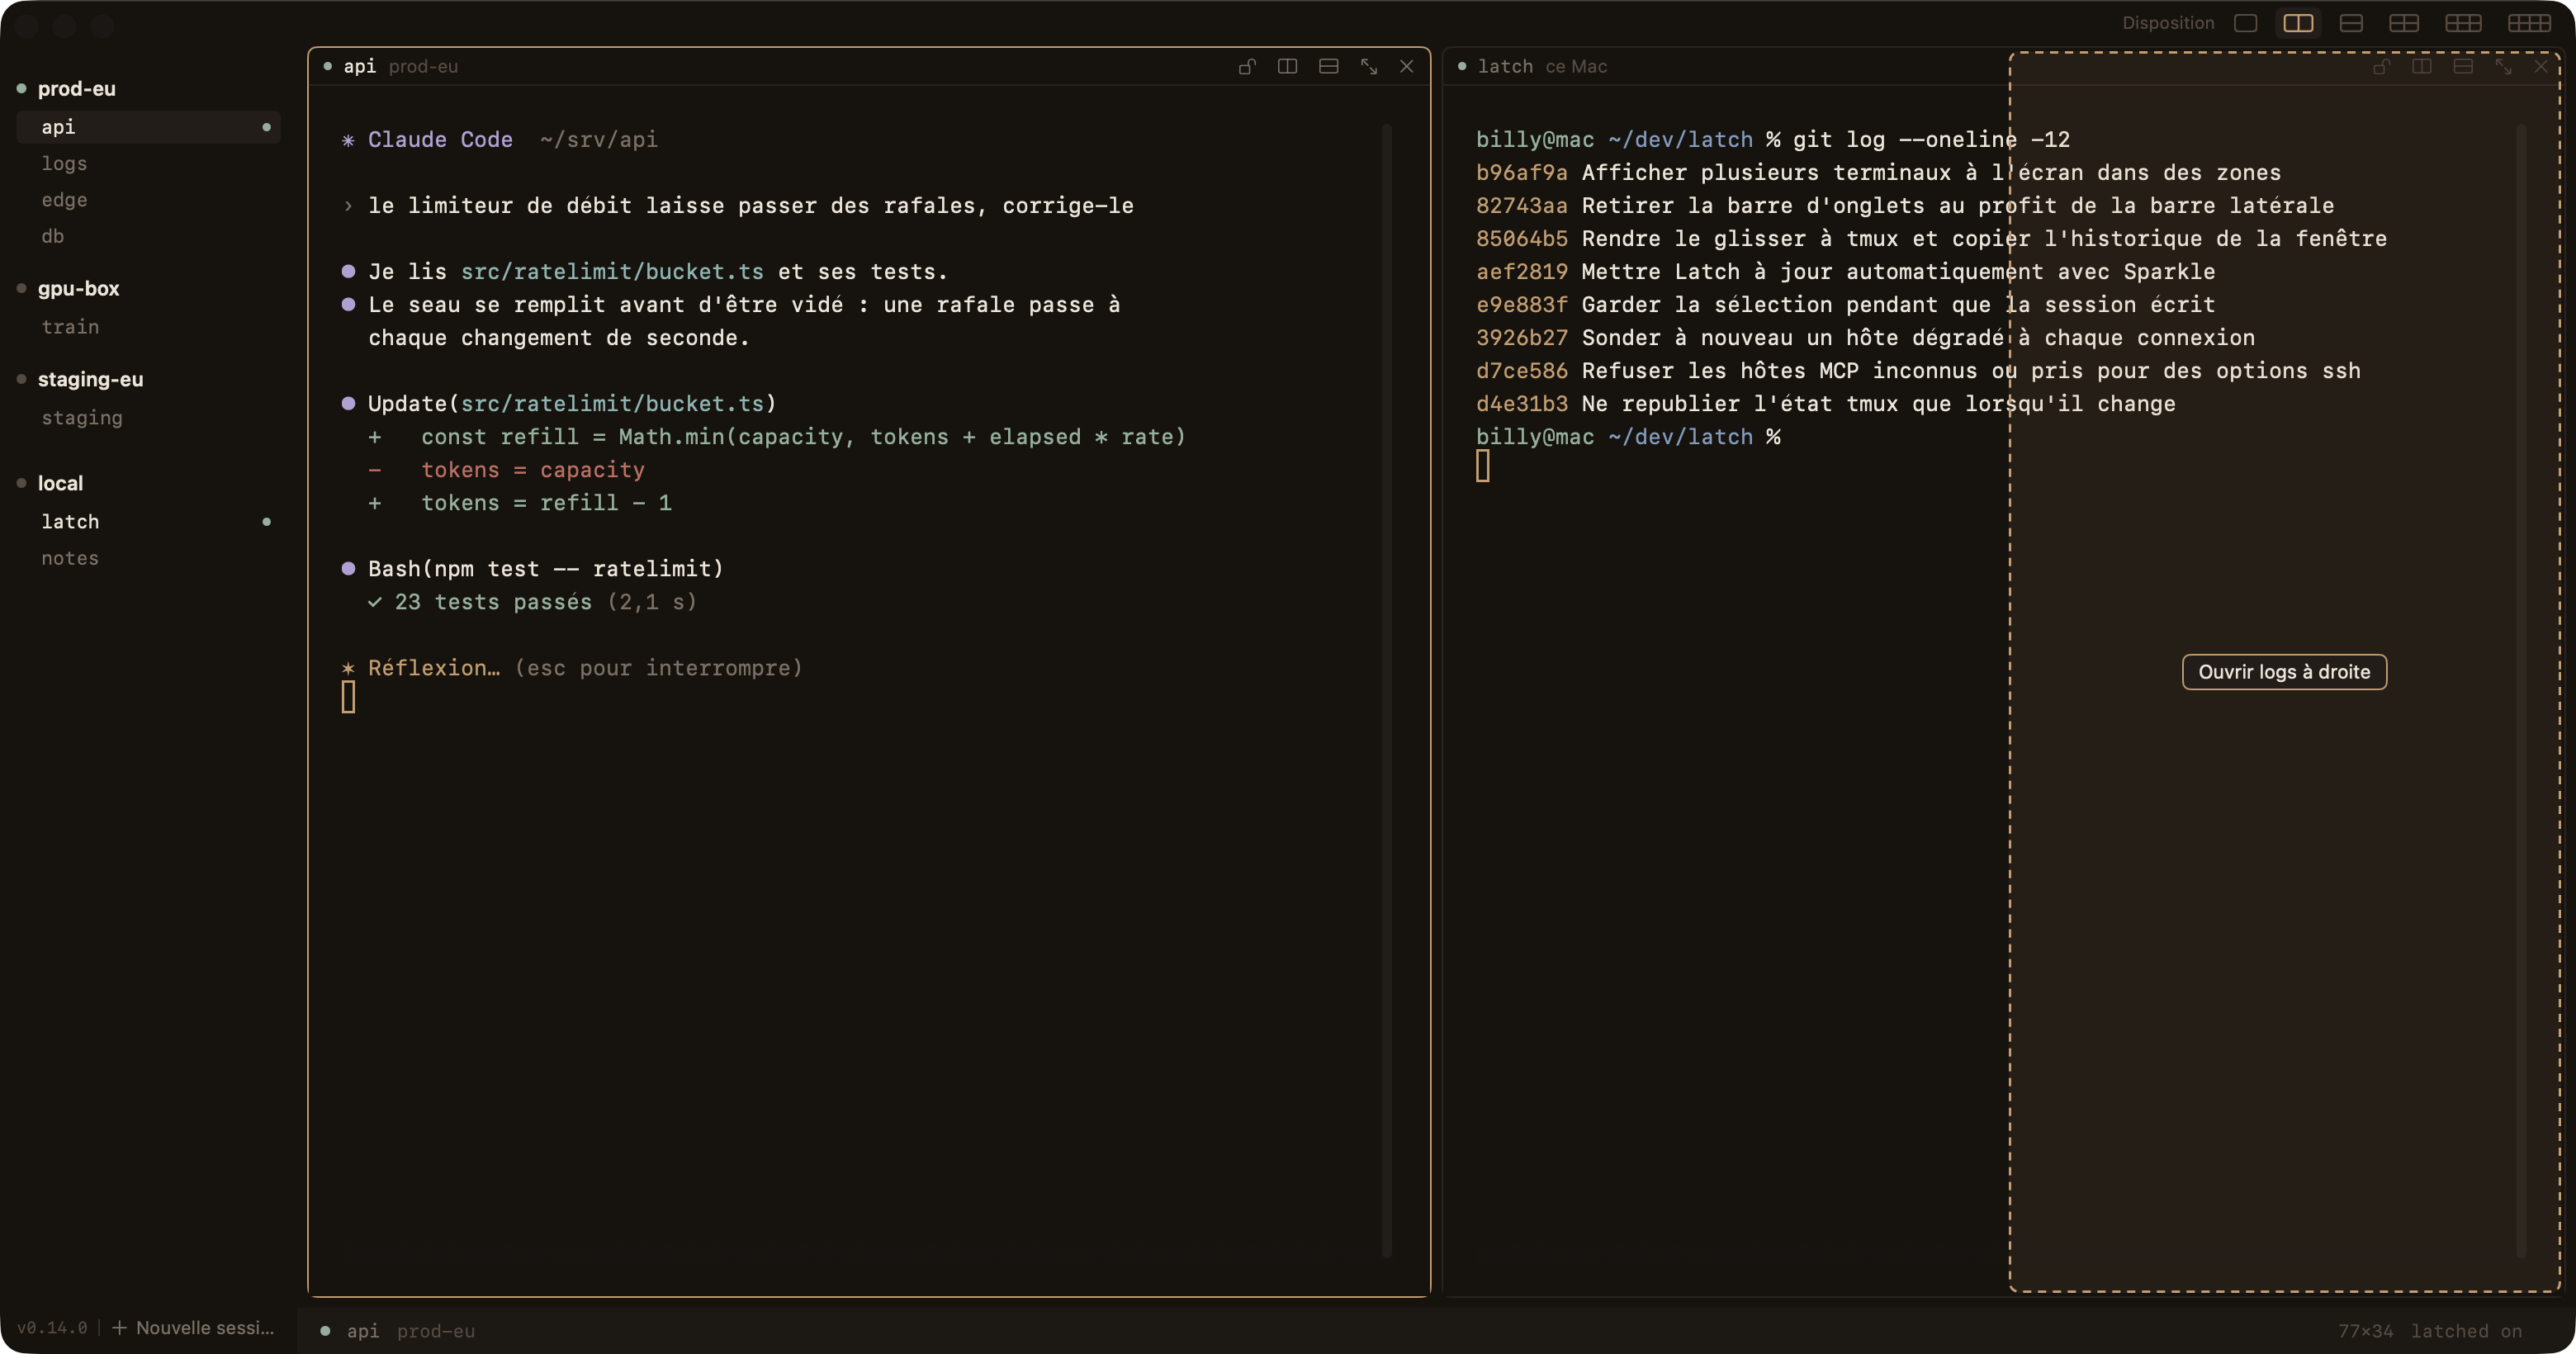 Disposition
prod-eu
api
logs
edge
db
gpu-box
train
staging-eu
staging
local
latch
notes
v0.14.0
+ Nouvelle sessi…
api prod-eu
✳ Claude Code ~/srv/api
› le limiteur de débit laisse passer des rafales, corrige-le
● Je lis src/ratelimit/bucket.ts et ses tests.
● Le seau se remplit avant d'être vidé : une rafale passe à
chaque changement de seconde.
● Update(src/ratelimit/bucket.ts)
+ const refill = Math.min(capacity, tokens + elapsed * rate)
- tokens = capacity
+ tokens = refill - 1
● Bash(npm test -- ratelimit)
✓ 23 tests passés (2,1 s)
✶ Réflexion… (esc pour interrompre)
latch ce Mac
billy@mac ~/dev/latch % git log --oneline -12
b96af9a Afficher plusieurs terminaux à l'écran dans des zones
82743aa Retirer la barre d'onglets au profit de la barre latérale
85064b5 Rendre le glisser à tmux et copier l'historique de la fenêtre
aef2819 Mettre Latch à jour automatiquement avec Sparkle
e9e883f Garder la sélection pendant que la session écrit
3926b27 Sonder à nouveau un hôte dégradé à chaque connexion
d7ce586 Refuser les hôtes MCP inconnus ou pris pour des options ssh
d4e31b3 Ne republier l'état tmux que lorsqu'il change
billy@mac ~/dev/latch %
Ouvrir logs à droite
api prod-eu
77×34 latched on